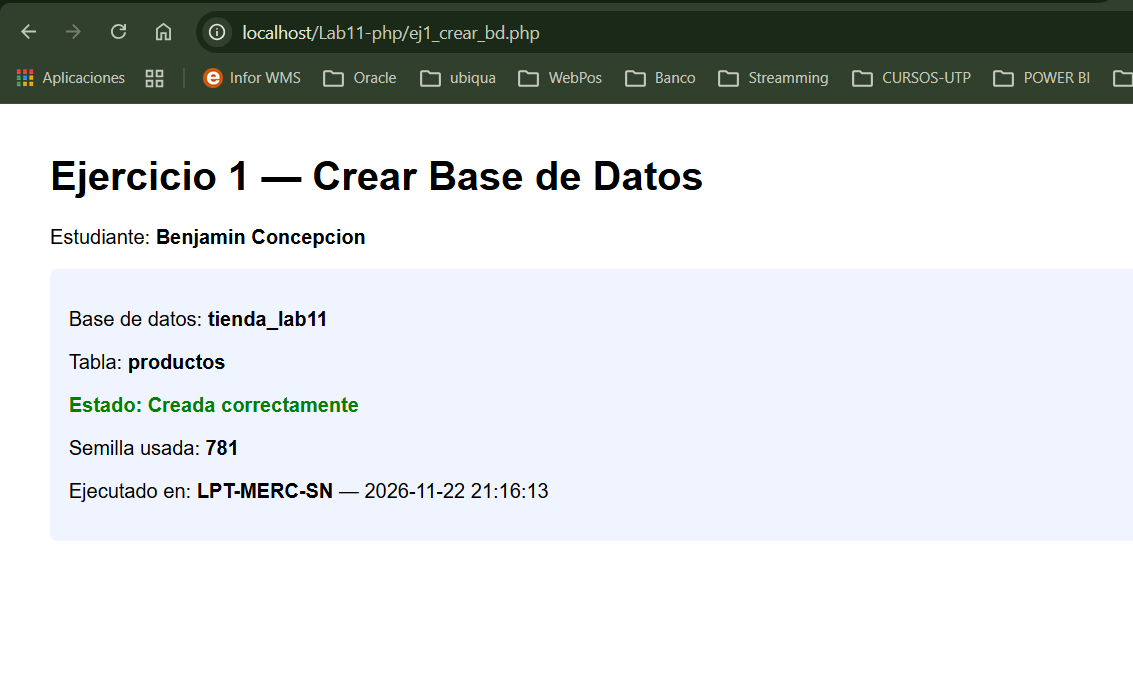 localhost/Lab11-php/ej1_crear_bd.php
Aplicaciones Infor WMS Oracle ubiqua WebPos Banco Streamming CURSOS-UTP POWER BI
Ejercicio 1 — Crear Base de Datos
Estudiante: Benjamin Concepcion
Base de datos: tienda_lab11
Tabla: productos
Estado: Creada correctamente
Semilla usada: 781
Ejecutado en: LPT-MERC-SN — 2026-11-22 21:16:13